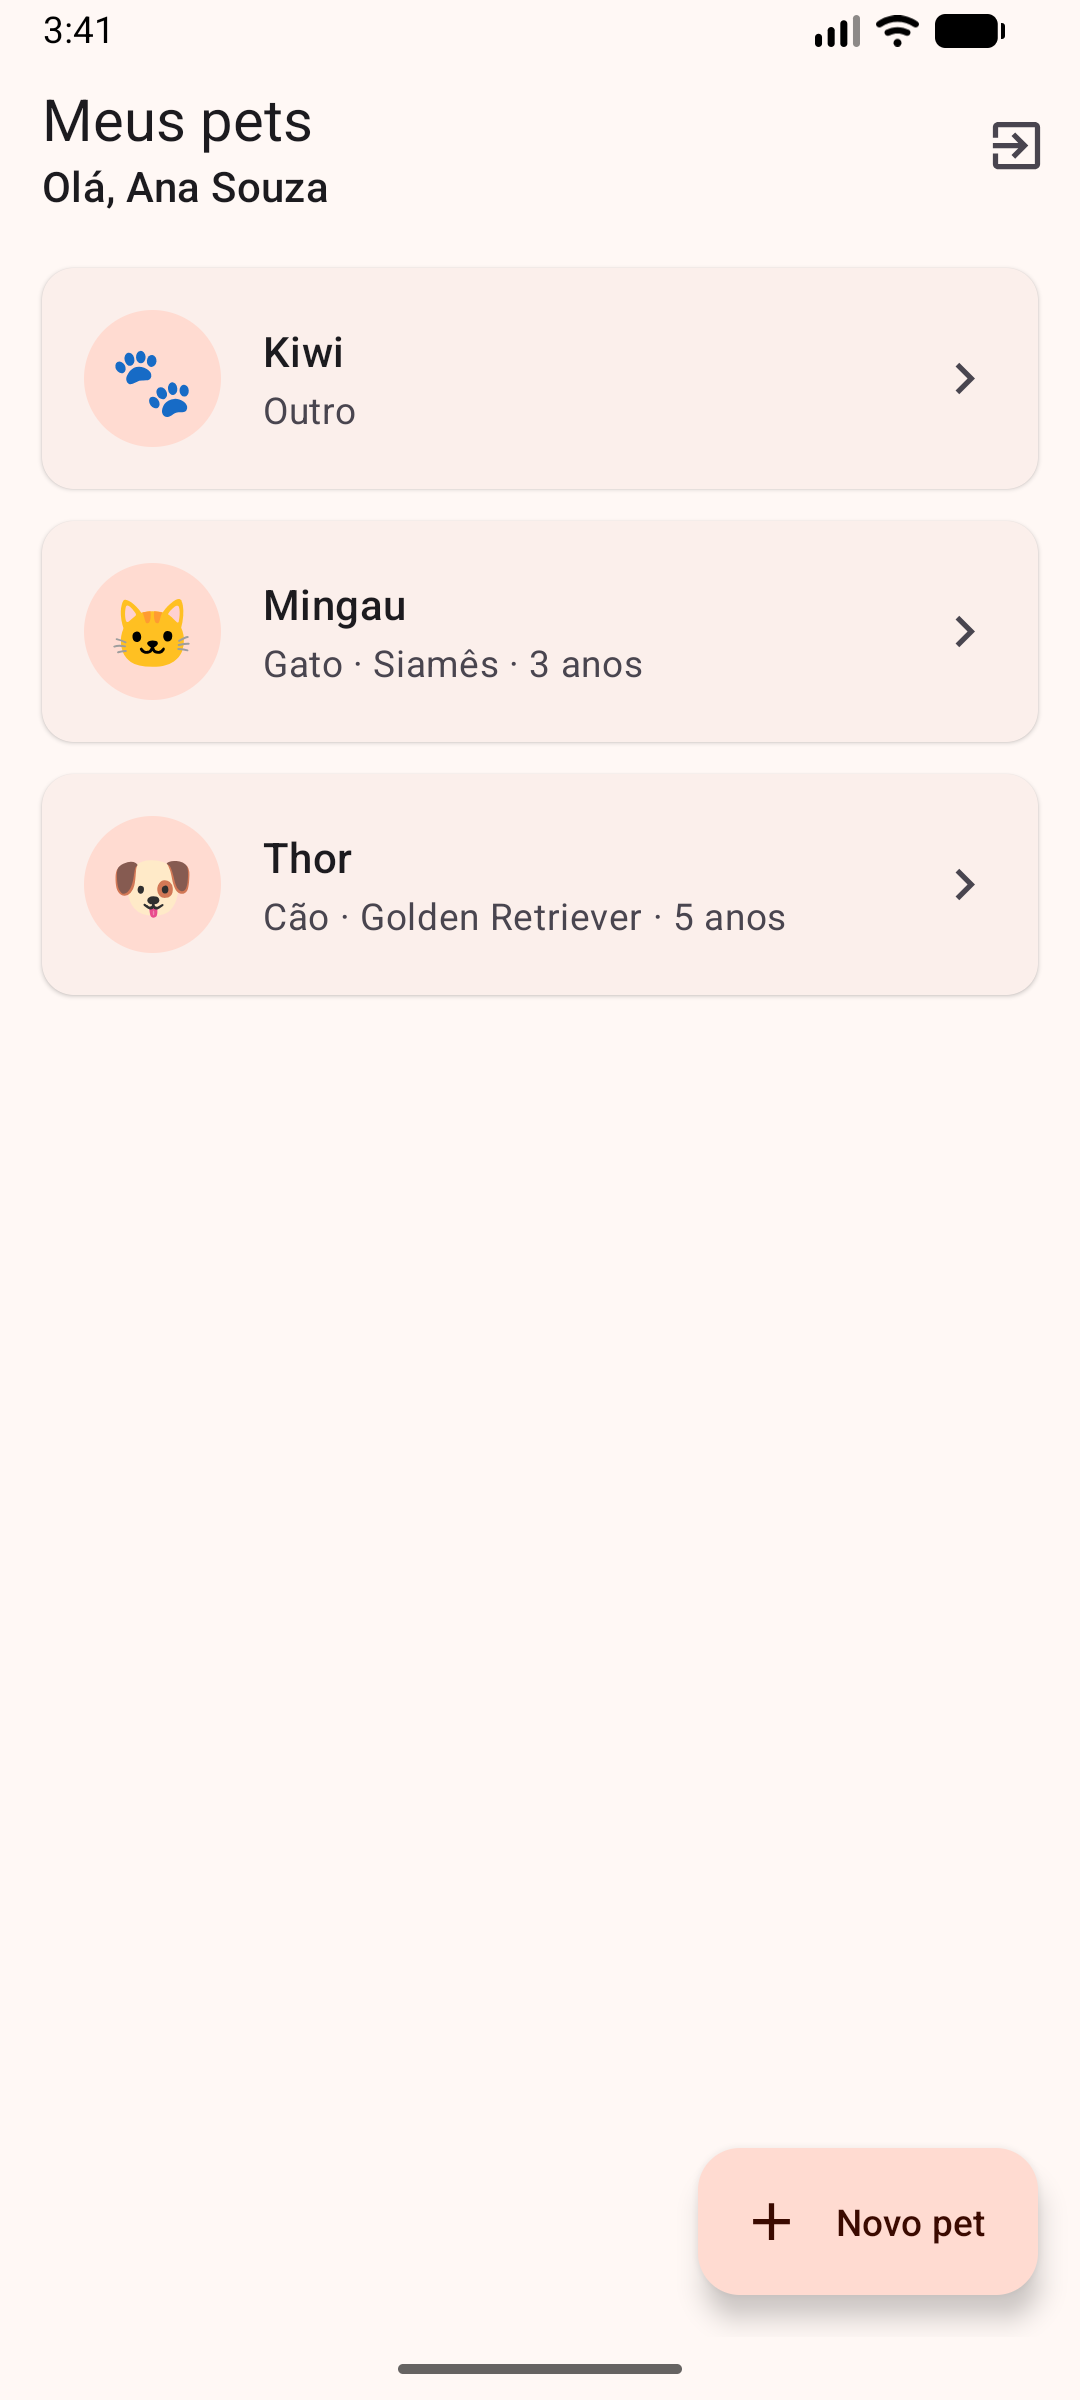 3:41
Meus pets
Olá, Ana Souza
Kiwi
Outro
Mingau
Gato · Siamês · 3 anos
Thor
Cão · Golden Retriever · 5 anos
Novo pet